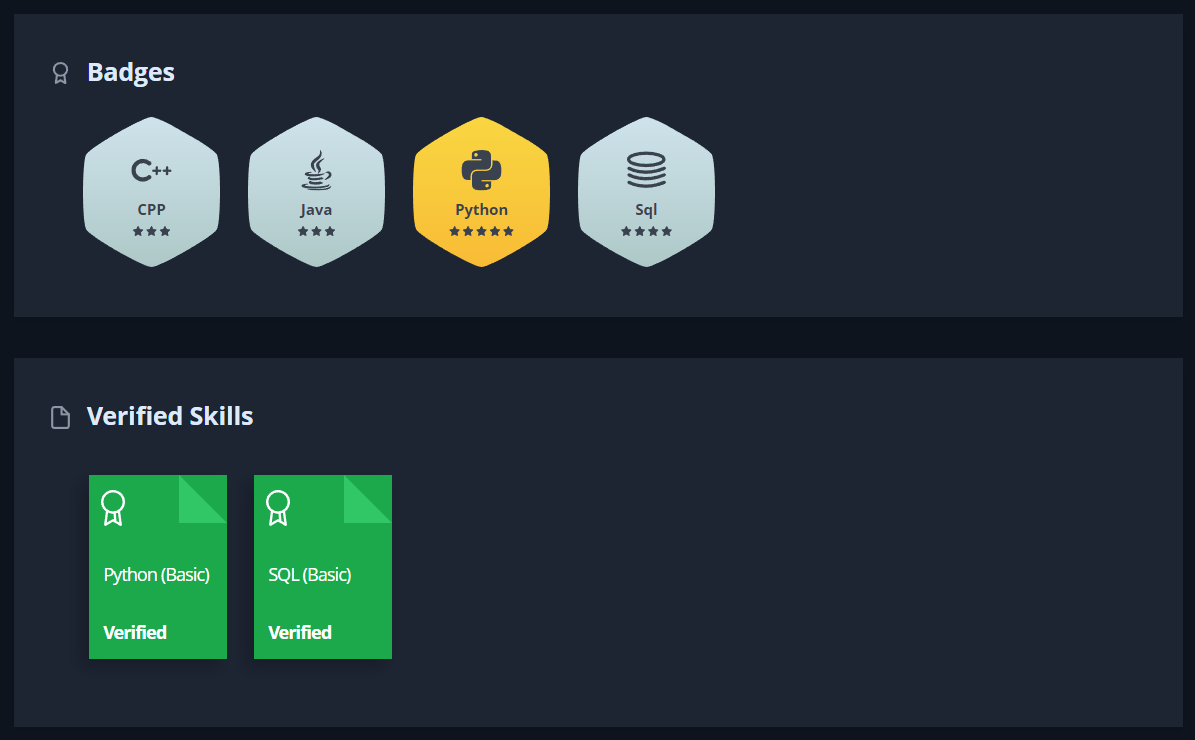 Badges
C++
CPP
Java
Python
Sql
Verified Skills
Python (Basic)
SQL (Basic)
Verified
Verified